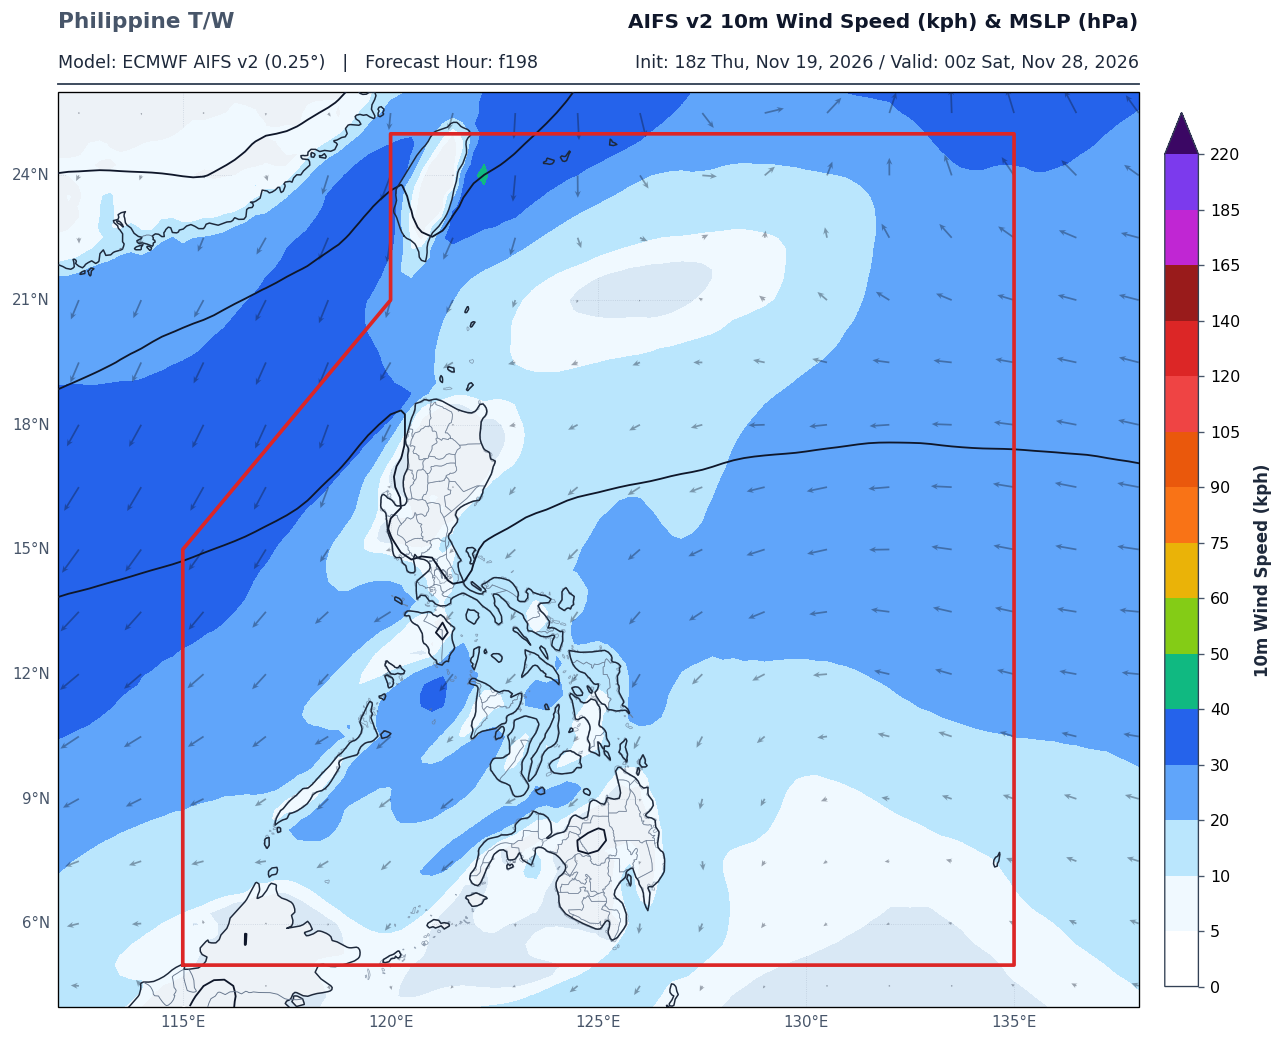 Philippine T/W
AIFS v2 10m Wind Speed (kph) & MSLP (hPa)
Model: ECMWF AIFS v2 (0.25°) | Forecast Hour: f198
Init: 18z Thu, Nov 19, 2026 / Valid: 00z Sat, Nov 28, 2026
24°N
21°N
18°N
15°N
12°N
9°N
6°N
115°E
120°E
125°E
130°E
135°E
220
185
165
140
120
105
90
75
60
50
40
30
20
10
5
0
10m Wind Speed (kph)